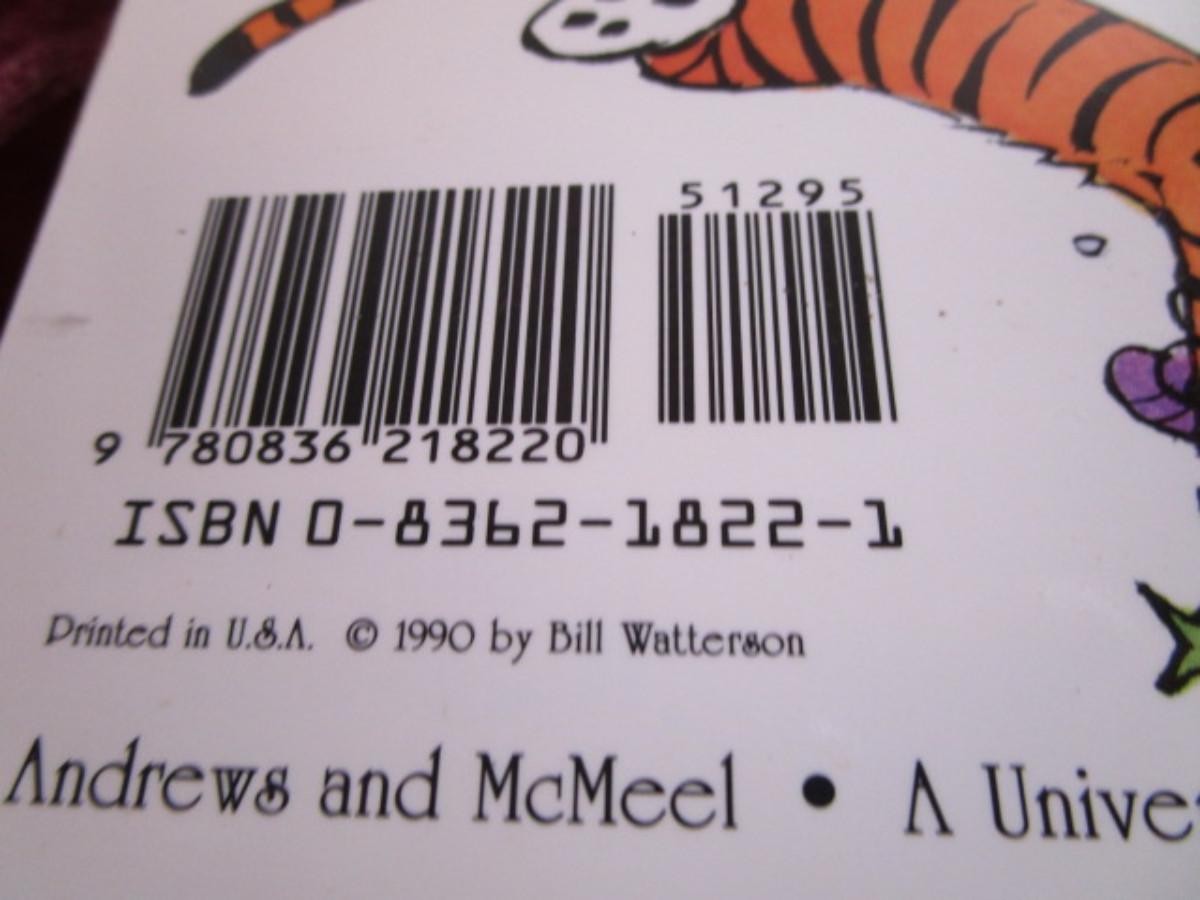 51295
9 780836 218220
ISBN 0-8362-1822-1
Printed in U.S.A. © 1990 by Bill Watterson
Andrews and McMeel • A Unive